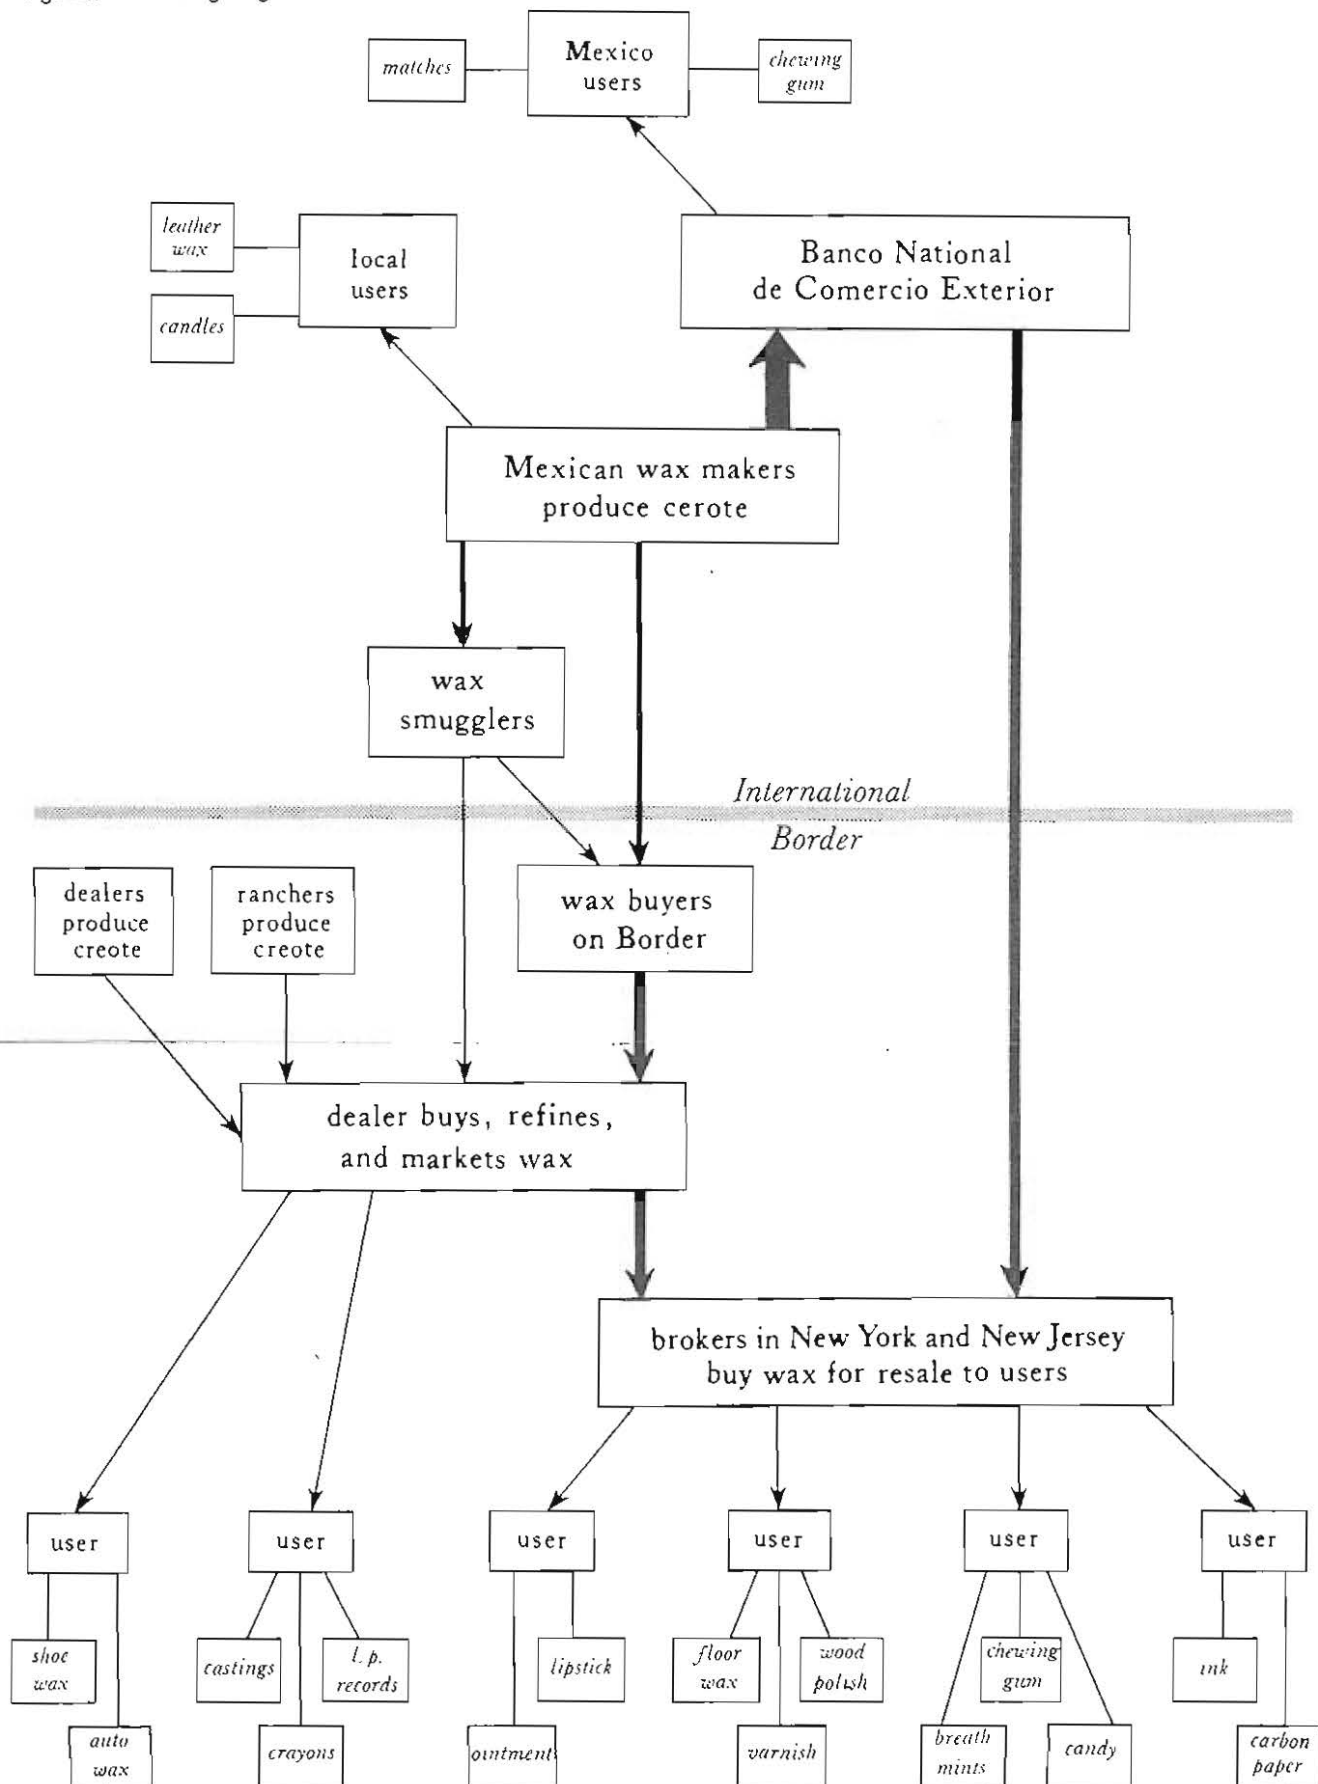 matches
Mexico
users
chewing
gum
leather
wax
candles
local
users
Banco National
de Comercio Exterior
Mexican wax makers
produce cerote
wax
smugglers
International
Border
dealers
produce
creote
ranchers
produce
creote
wax buyers
on Border
dealer buys, refines,
and markets wax
brokers in New York and New Jersey
buy wax for resale to users
user
user
user
user
user
user
shoe
wax
auto
wax
castings
crayons
l.p.
records
ointment
lipstick
floor
wax
varnish
wood
polish
breath
mints
chewing
gum
candy
ink
carbon
paper